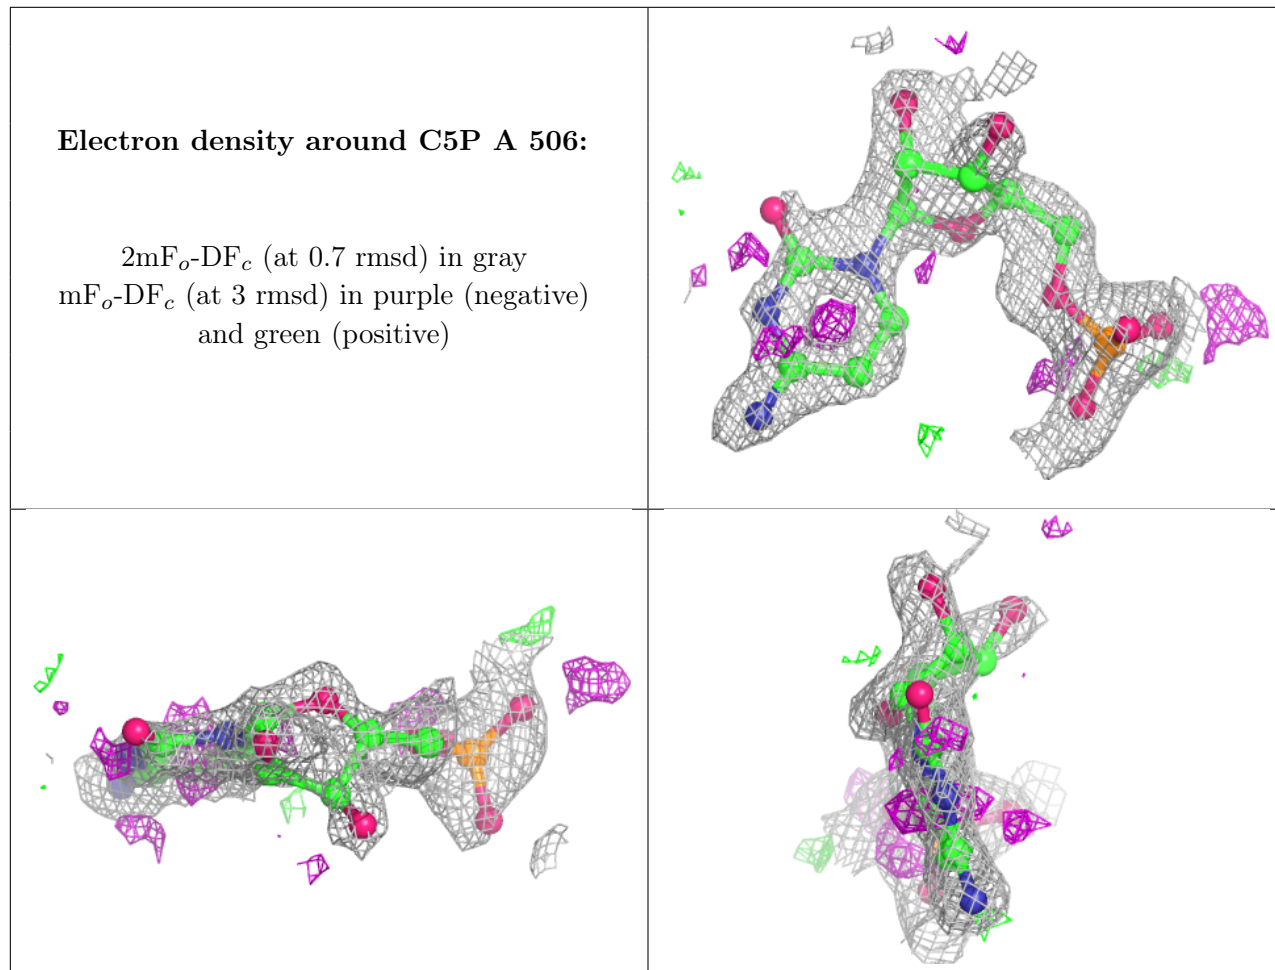 Electron density around C5P A 506:
2mFₒ-DF𝒸 (at 0.7 rmsd) in gray
mFₒ-DF𝒸 (at 3 rmsd) in purple (negative)
and green (positive)